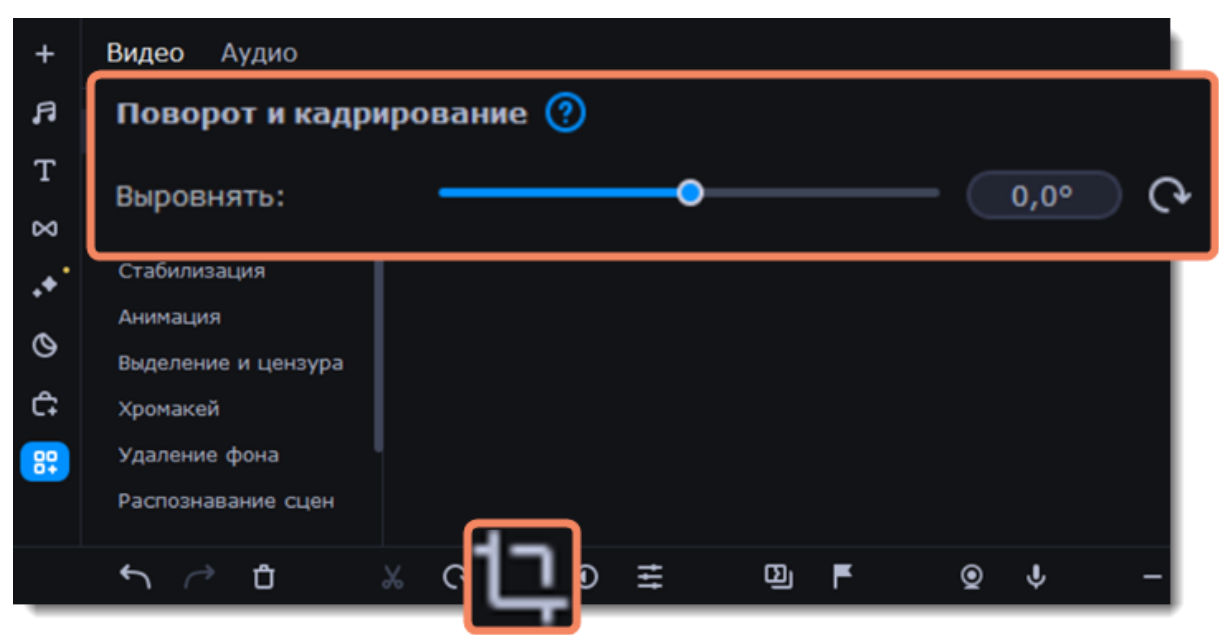 Видео Аудио
Поворот и кадрирование ?
Выровнять: 0,0°
Стабилизация
Анимация
Выделение и цензура
Хромакей
Удаление фона
Распознавание сцен